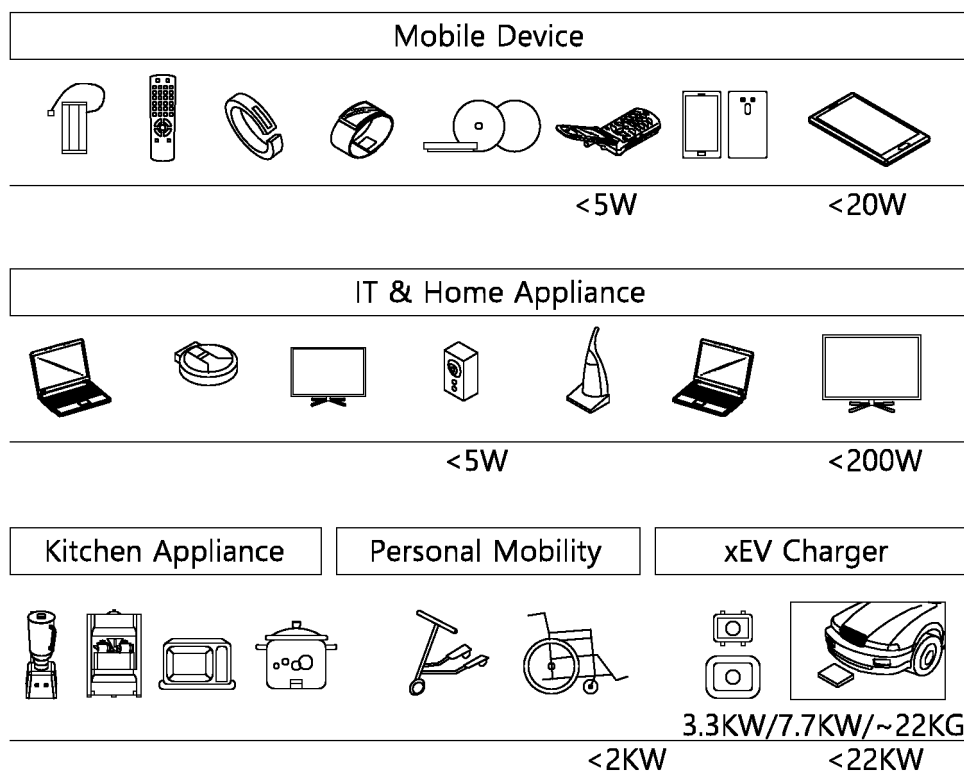 Mobile Device
<5W <20W
IT & Home Appliance
<5W <200W
Kitchen Appliance Personal Mobility xEV Charger
3.3KW/7.7KW/~22KG
<2KW <22KW